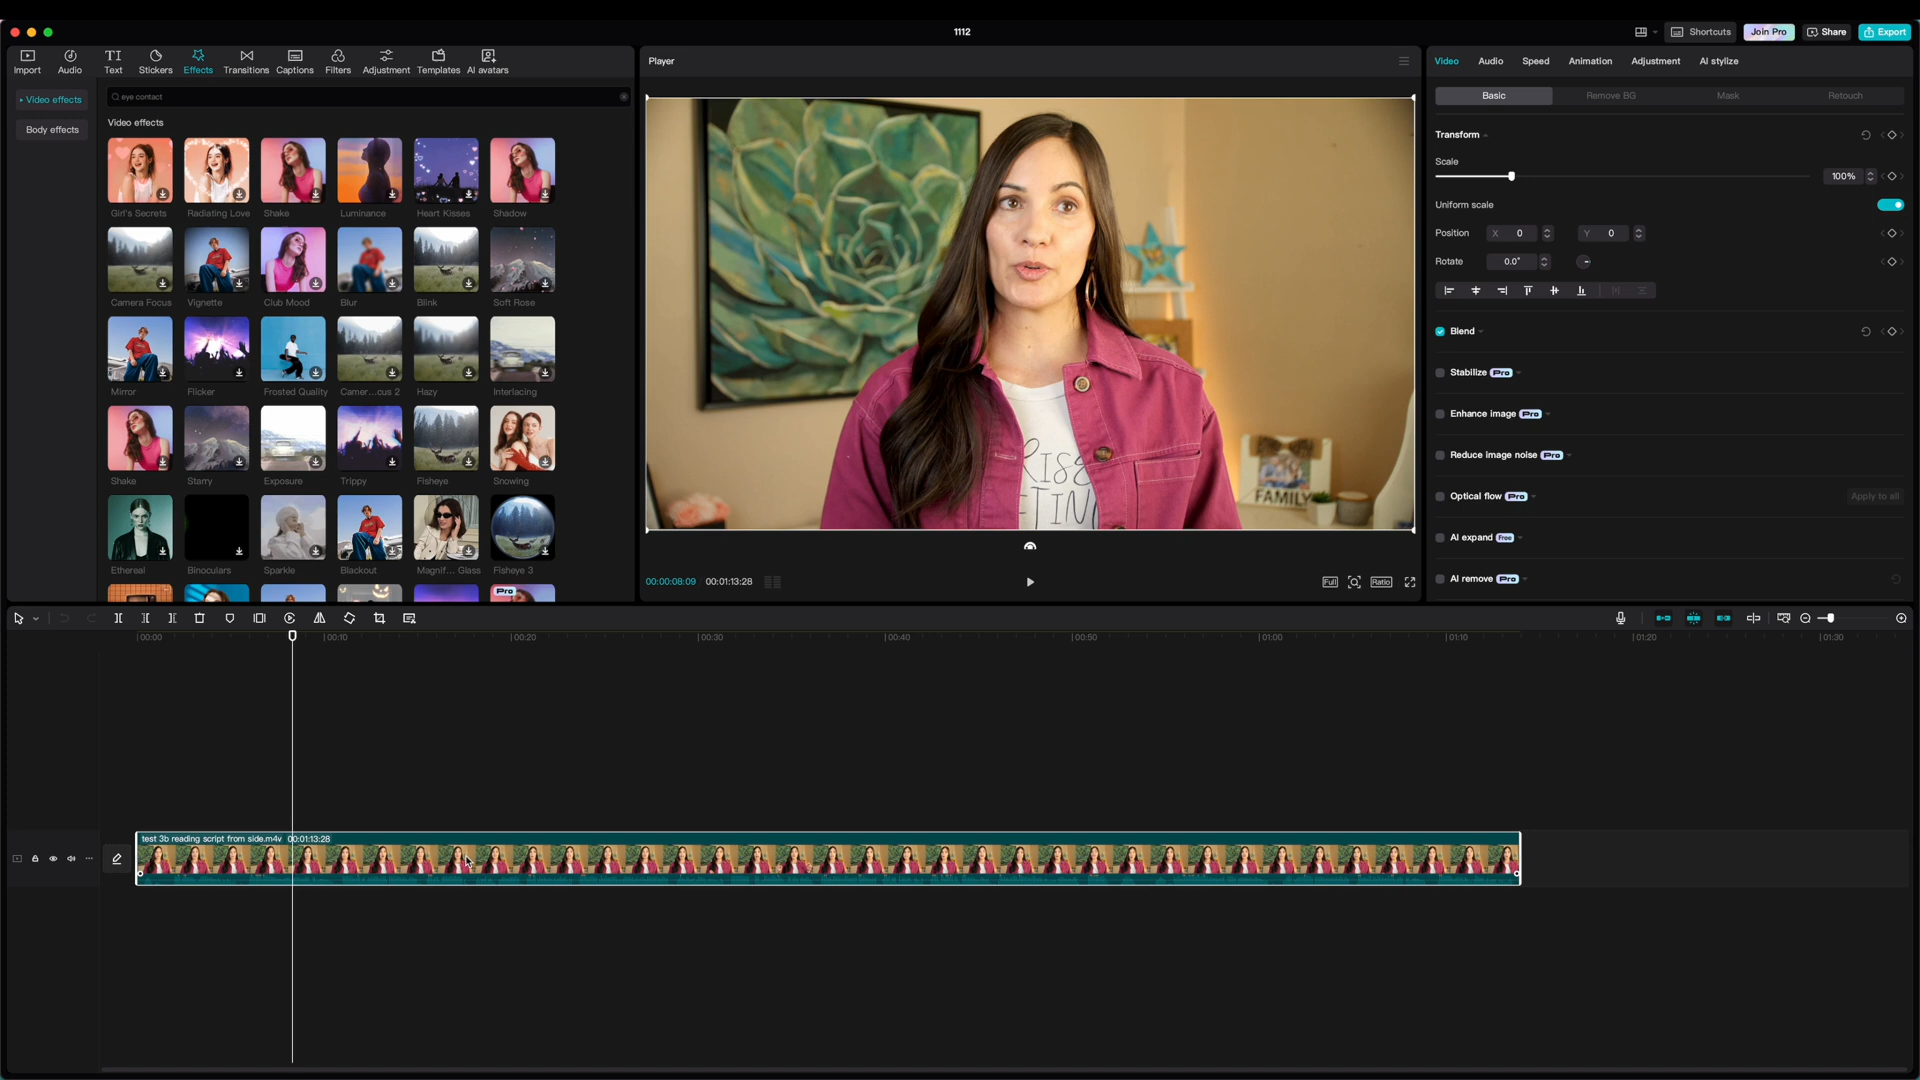 1112
Shortcuts
Join Pro
Share
Export
Import
Audio
Text
Stickers
Effects
Transitions
Captions
Filters
Adjustment
Templates
AI avatars
Video effects
Body effects
eye contact
Video effects
Girl's Secrets
Radiating Love
Shake
Luminance
Heart Kisses
Shadow
Camera Focus
Vignette
Club Mood
Blur
Blink
Soft Rose
Mirror
Flicker
Frosted Quality
Camer...cus 2
Hazy
Interlacing
Shake
Starry
Exposure
Trippy
Fisheye
Snowing
Ethereal
Binoculars
Sparkle
Blackout
Magnif... Glass
Fisheye 3
Pro
Player
FAMILY
00:00:08:09 00:01:13:28
Full
Ratio
Video Audio Speed Animation Adjustment AI stylize
Basic Remove BG Mask Retouch
Transform
Scale
100%
Uniform scale
Position X 0 Y 0
Rotate 0.0°
Blend
Stabilize Pro
Enhance image Pro
Reduce image noise Pro
Optical flow Pro
Apply to all
AI expand Free
AI remove Pro
00:00 00:10 00:20 00:30 00:40 00:50 01:00 01:10 01:20 01:30
test 3b reading script from side.m4v 00:01:13:28